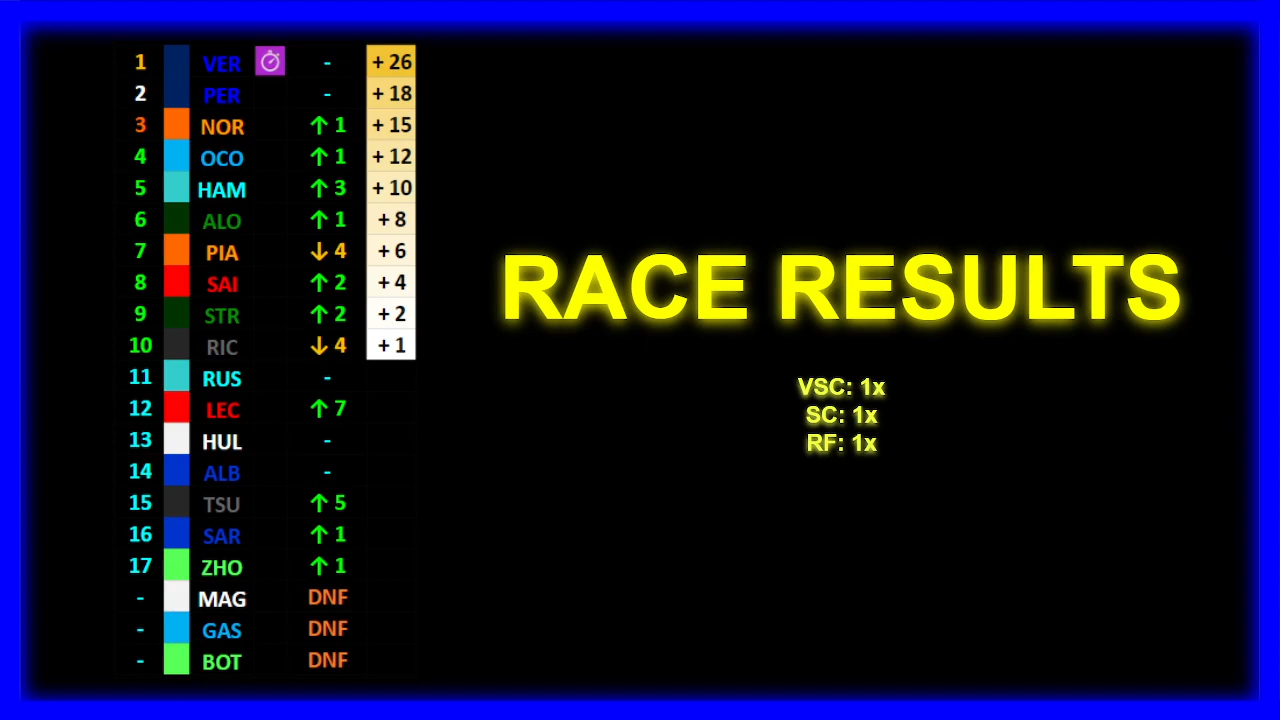 1 VER - + 26
2 PER - + 18
3 NOR ↑ 1 + 15
4 OCO ↑ 1 + 12
5 HAM ↑ 3 + 10
6 ALO ↑ 1 + 8
7 PIA ↓ 4 + 6
8 SAI ↑ 2 + 4
9 STR ↑ 2 + 2
10 RIC ↓ 4 + 1
11 RUS -
12 LEC ↑ 7
13 HUL -
14 ALB -
15 TSU ↑ 5
16 SAR ↑ 1
17 ZHO ↑ 1
- MAG DNF
- GAS DNF
- BOT DNF
RACE RESULTS
VSC: 1x
SC: 1x
RF: 1x